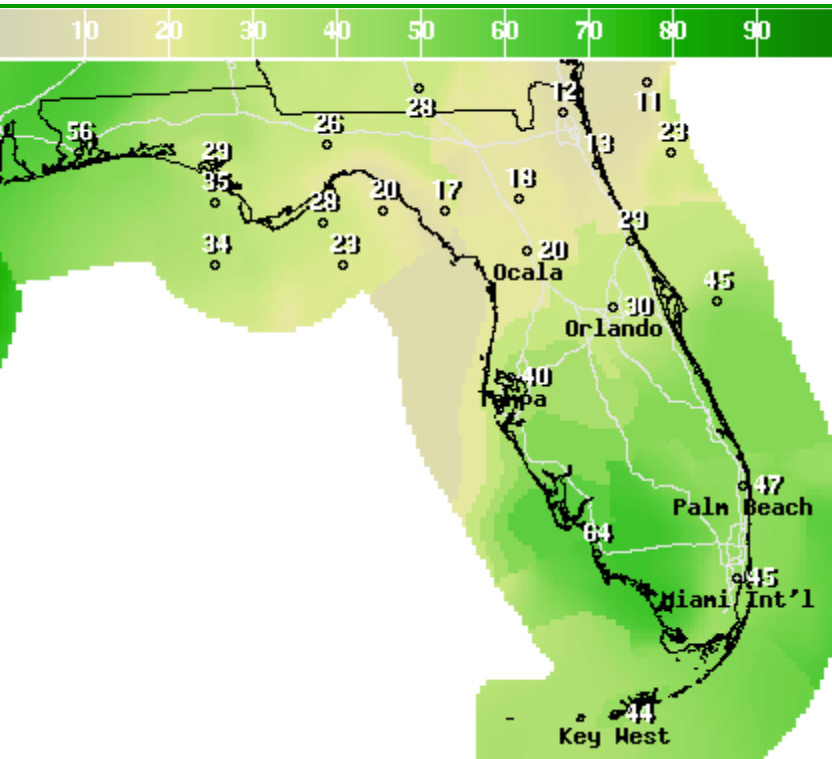 10 20 30 40 50 60 70 80 90
12 11
28
56 26 13 23
29
35 28 20 17 18
34 23 20 29
Ocala
30 45
Orlando
40
Tampa
47
Palm Beach
64
45
Miami Int'l
44
Key West